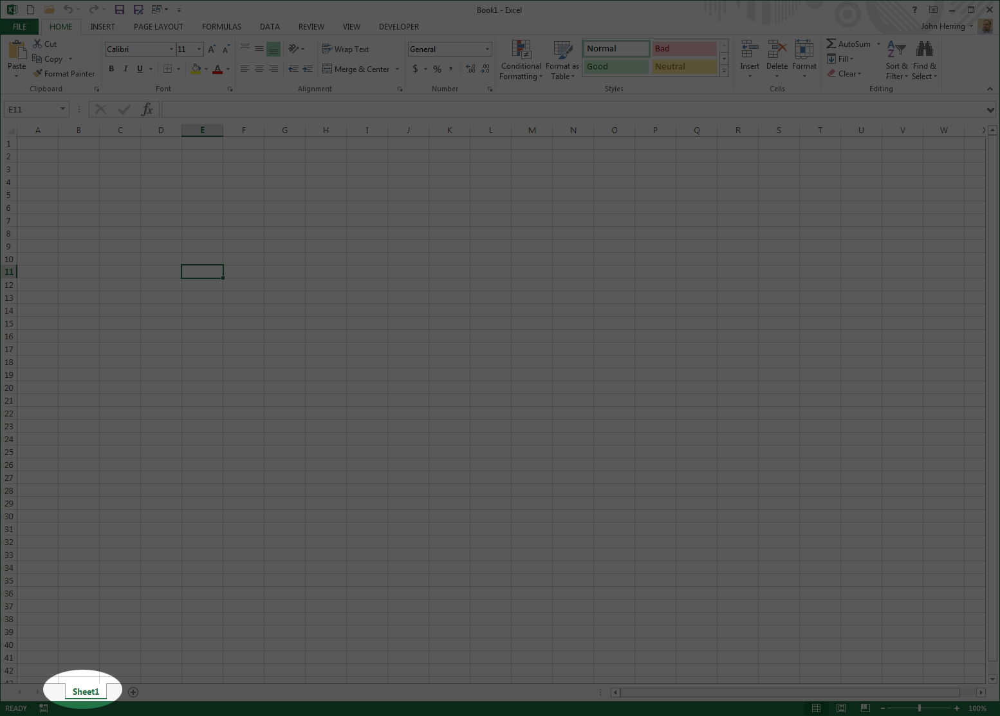 Book1 - Excel
FILE HOME INSERT PAGE LAYOUT FORMULAS DATA REVIEW VIEW DEVELOPER John Herring
Paste Cut Copy Format Painter
Clipboard
Calibri 11
B I U A
Font
Wrap Text
Merge & Center
Alignment
General
$ % ,
Number
Conditional Formatting Format as Table
Normal Bad
Good Neutral
Styles
Insert Delete Format
Cells
AutoSum
Fill
Clear
Sort & Filter Find & Select
Editing
E11 fx
A B C D E F G H I J K L M N O P Q R S T U V W X
1
2
3
4
5
6
7
8
9
10
11
12
13
14
15
16
17
18
19
20
21
22
23
24
25
26
27
28
29
30
31
32
33
34
35
36
37
38
39
40
41
42
Sheet1
READY 100%